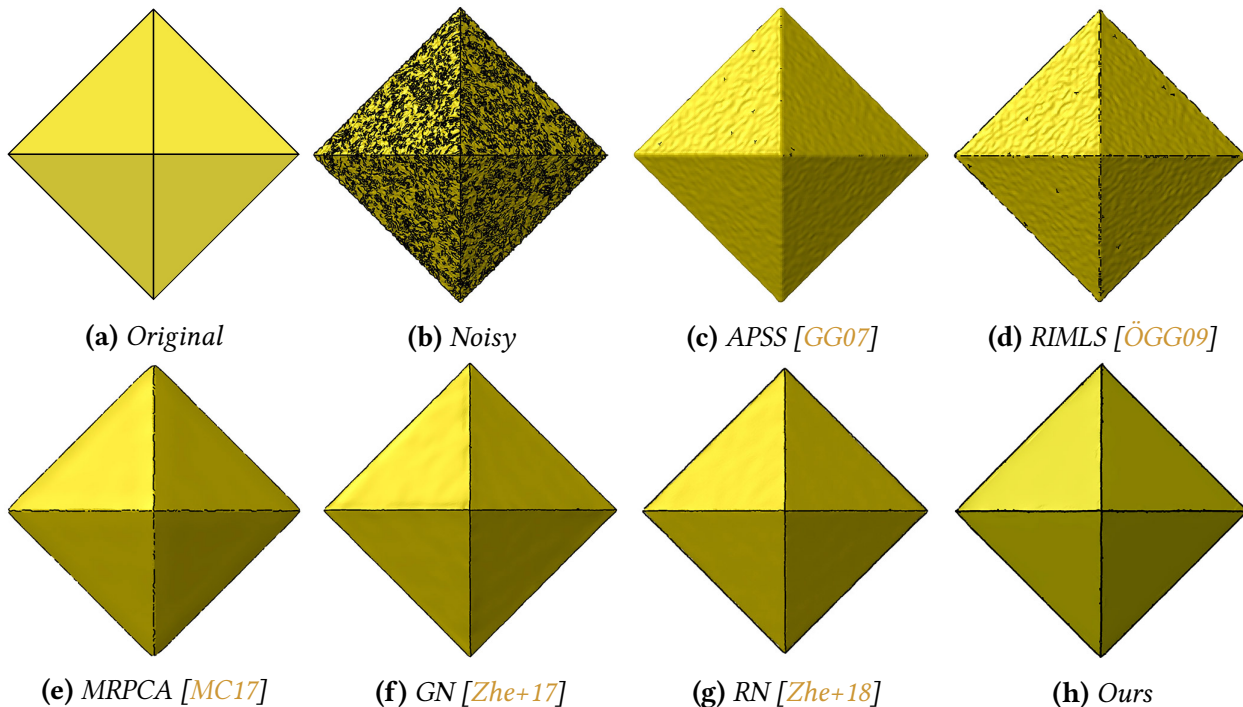 (a) Original
(b) Noisy
(c) APSS [GG07]
(d) RIMLS [ÖGG09]
(e) MRPCA [MC17]
(f) GN [Zhe+17]
(g) RN [Zhe+18]
(h) Ours